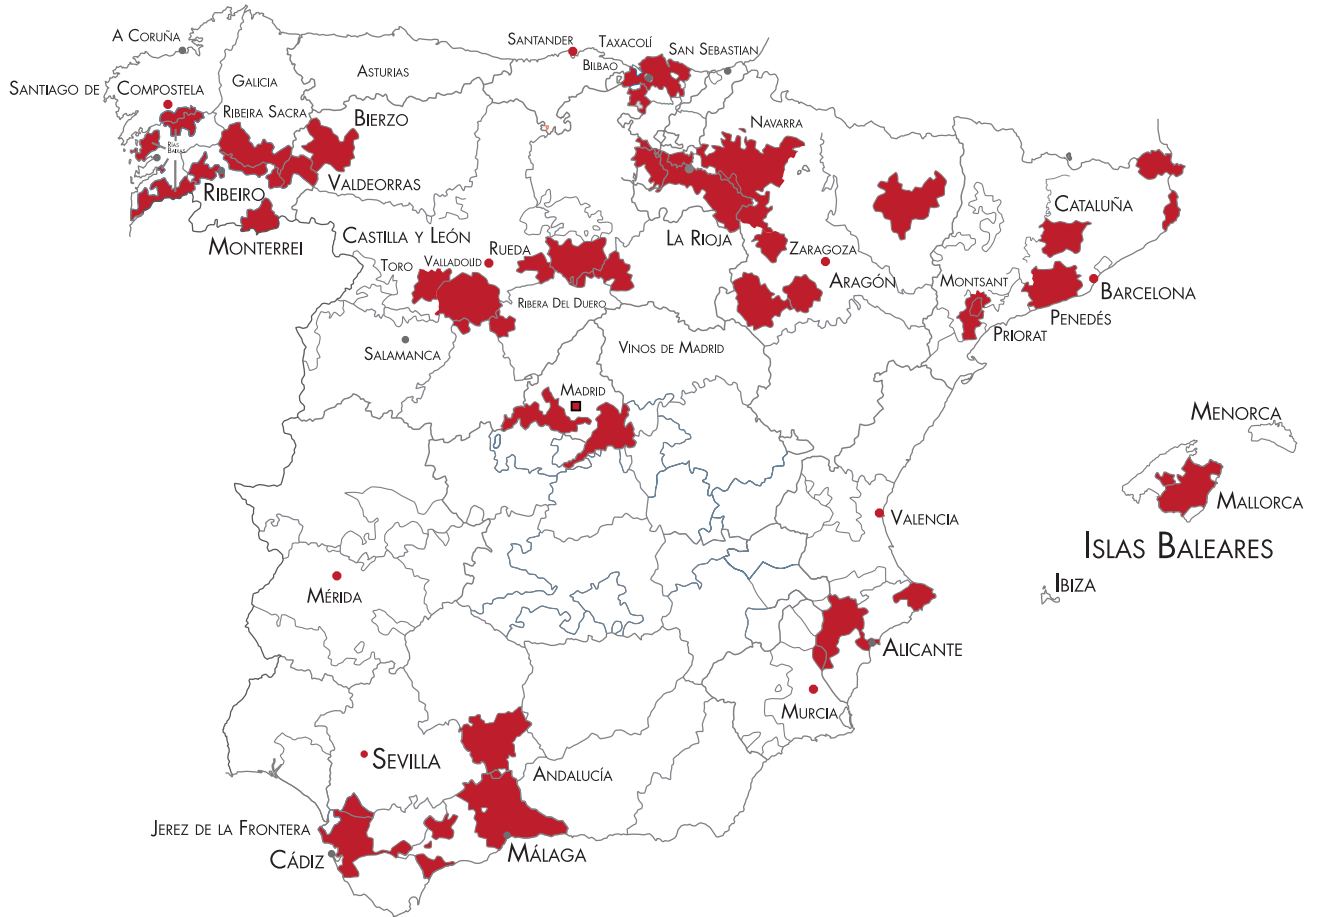 A Coruña
Santander
Taxacolí
San Sebastian
Bilbao
Asturias
Galicia
Santiago de Compostela
Ribeira Sacra
Bierzo
Navarra
Rías
Baixas
Ribeiro
Valdeorras
Monterrei
Castilla y León
La Rioja
Cataluña
Rueda
Toro
Valladolid
Zaragoza
Aragón
Montsant
Barcelona
Ribera Del Duero
Penedés
Priorat
Salamanca
Vinos de Madrid
Madrid
Menorca
Mallorca
Valencia
Islas Baleares
Ibiza
Mérida
Alicante
Murcia
Sevilla
Andalucía
Jerez de la Frontera
Cádiz
Málaga